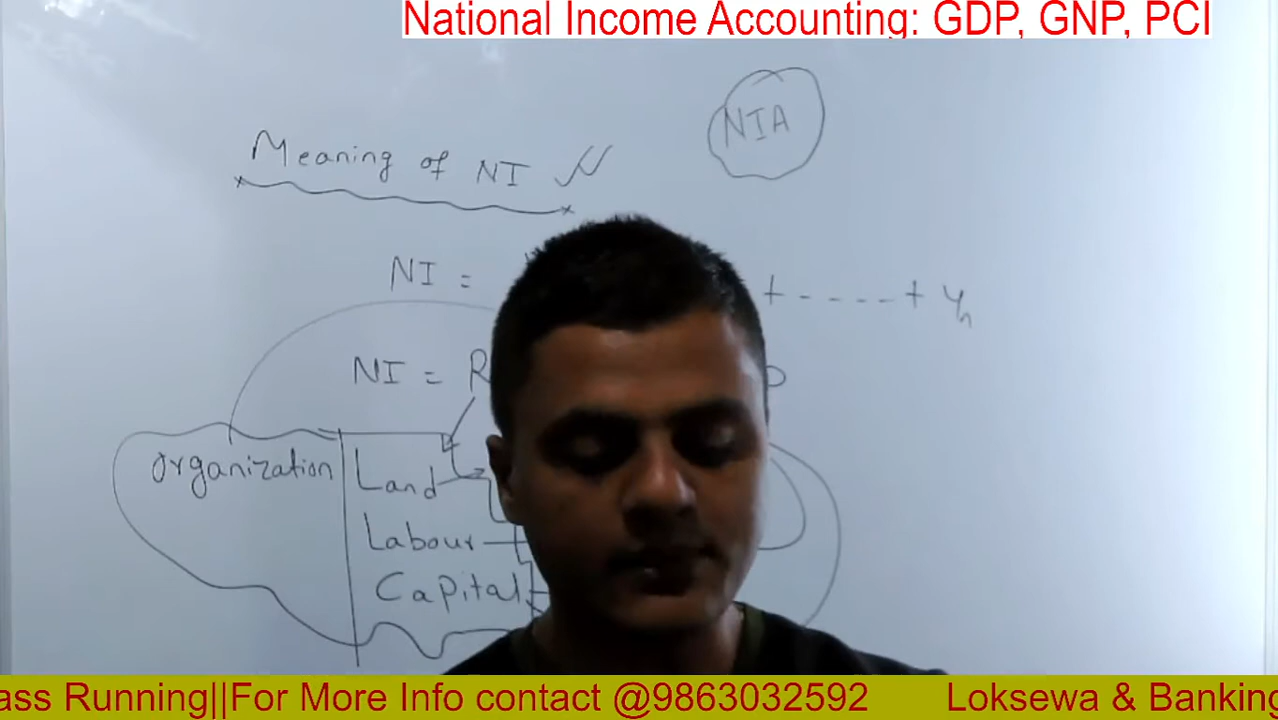 National Income Accounting: GDP, GNP, PCI
NIA
Meaning of NI
NI =
+ - - - - - + Yn
NI = R
P
Organization
Land
Labour
Capital
ass Running||For More Info contact @9863032592 Loksewa & Banking